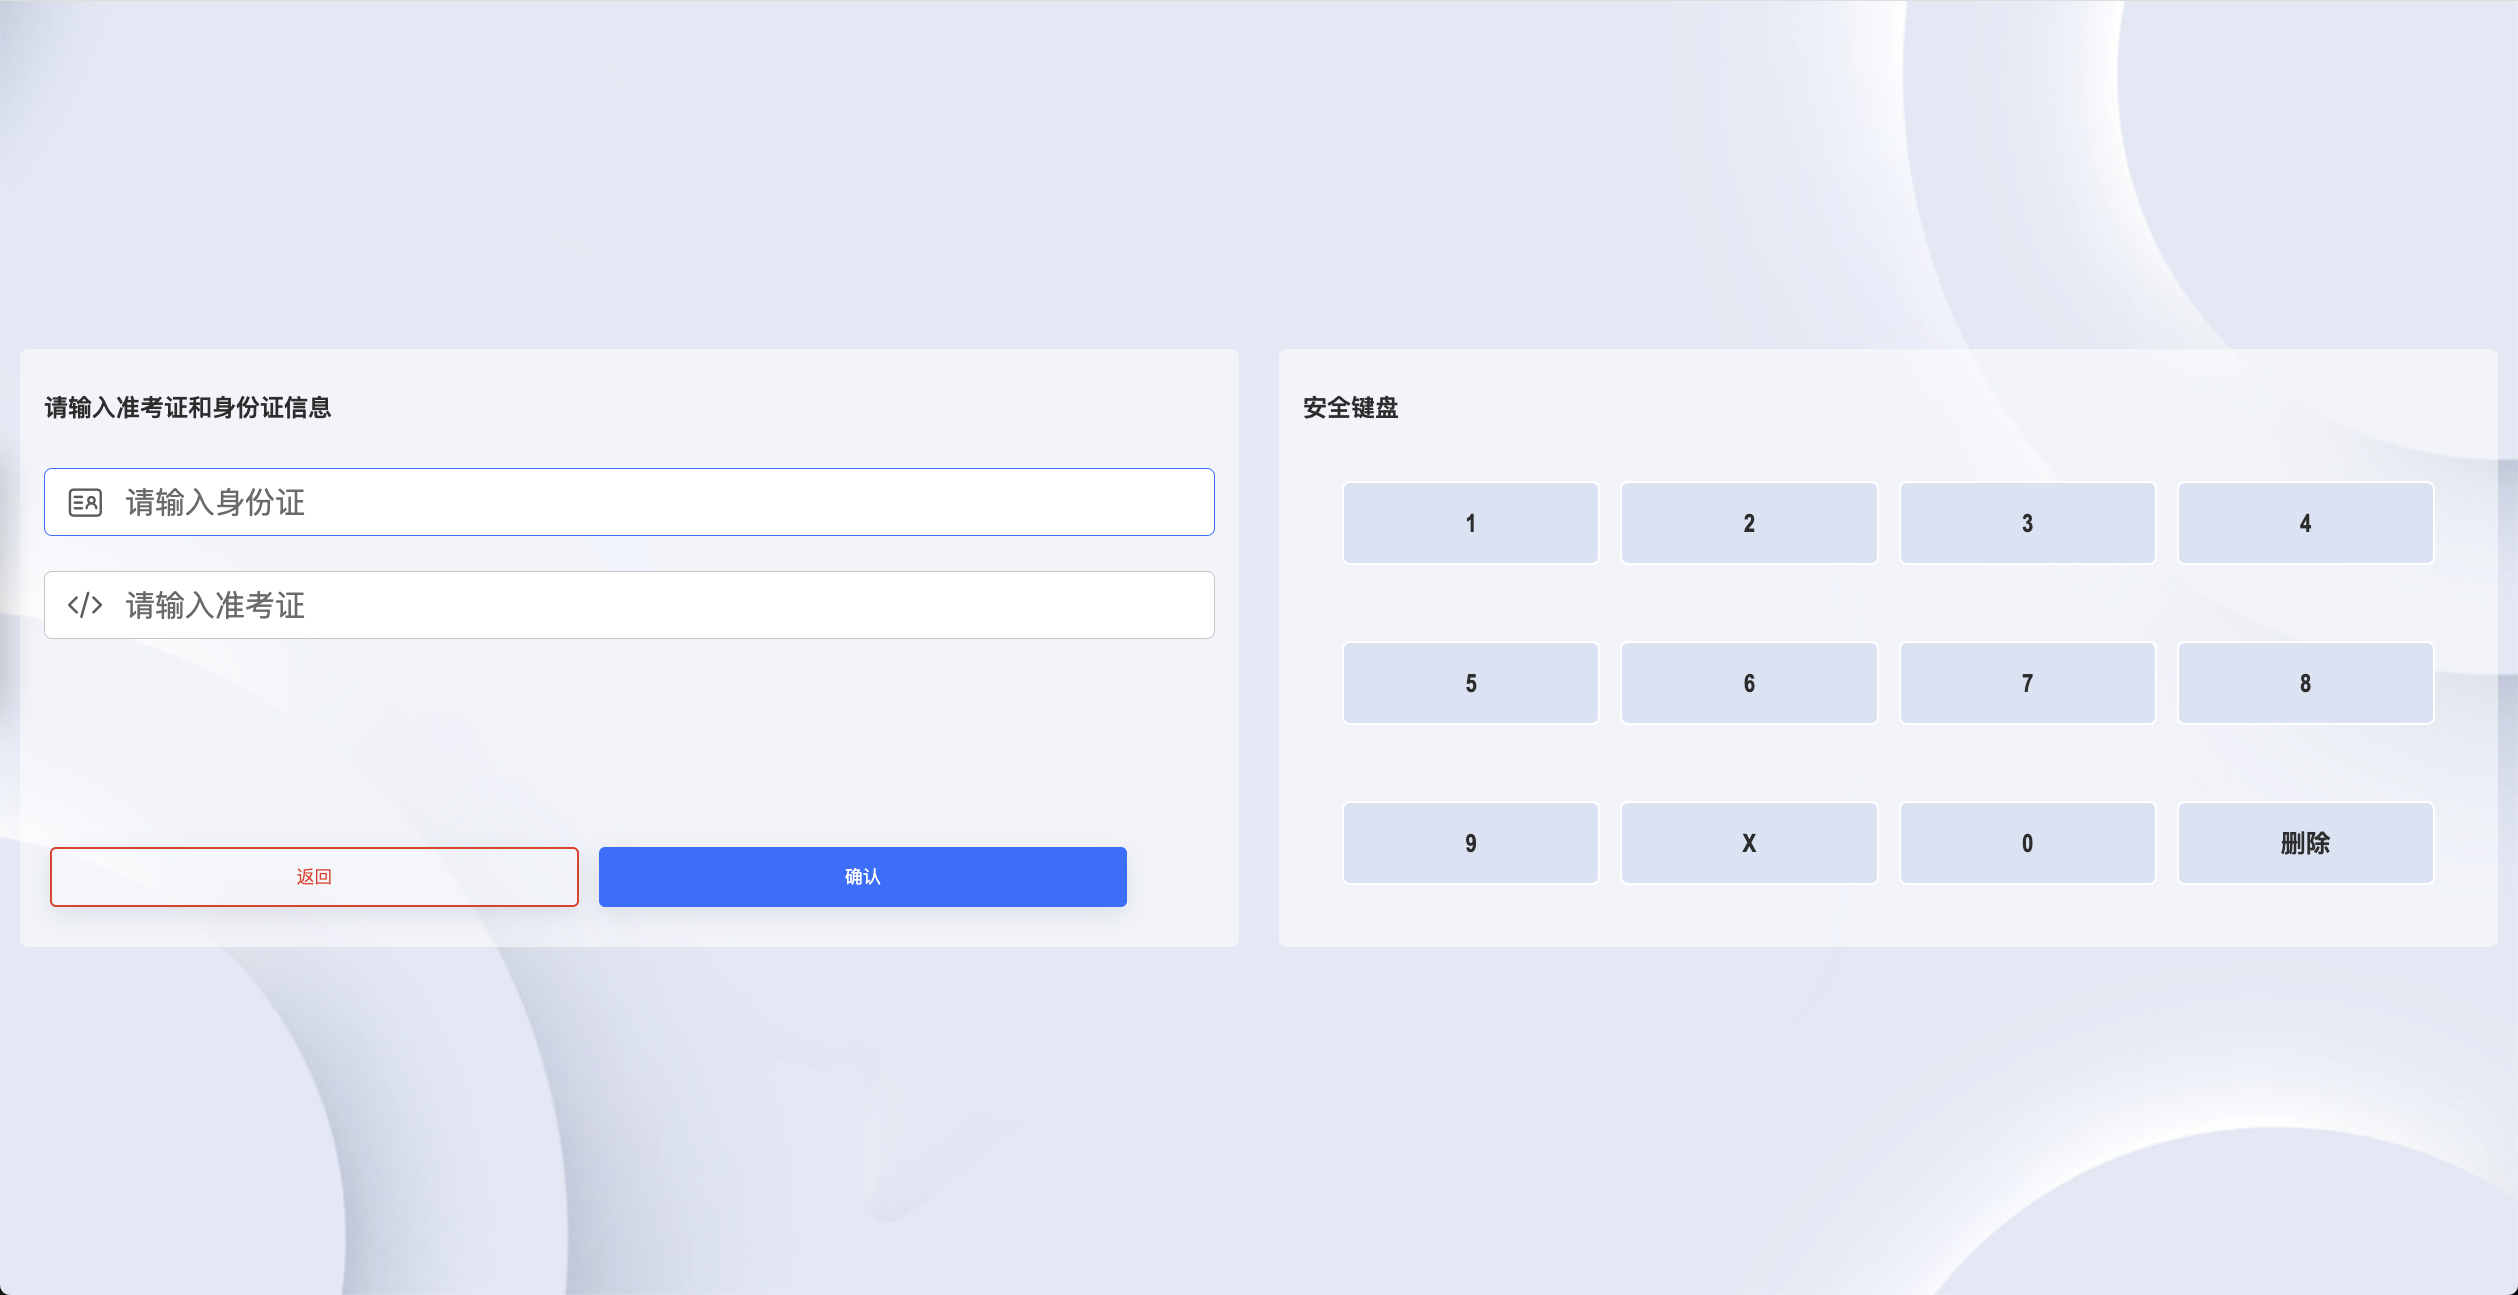 请输入准考证和身份证信息
请输入身份证
请输入准考证
返回 确认
安全键盘
1 2 3 4
5 6 7 8
9 X 0 删除